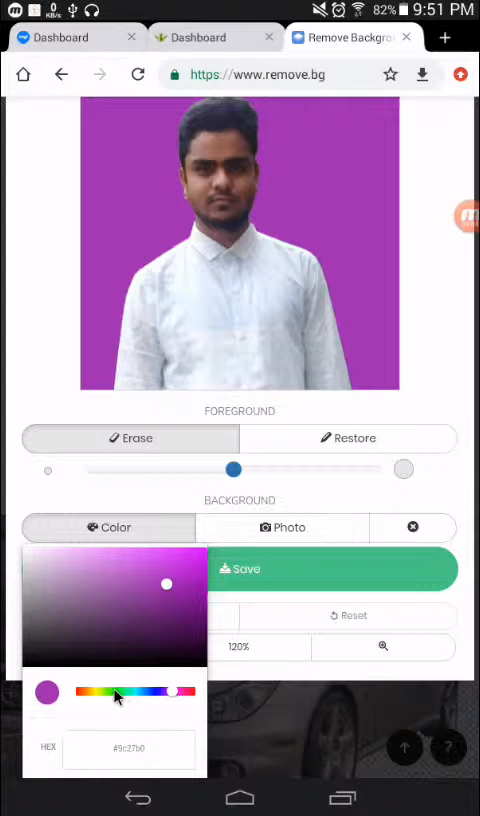 0
KB/s
82% 9:51 PM
Dashboard
Dashboard
Remove Backgro
https://www.remove.bg
FOREGROUND
Erase
Restore
BACKGROUND
Color
Photo
Save
Reset
120%
HEX
#9c27b0
?